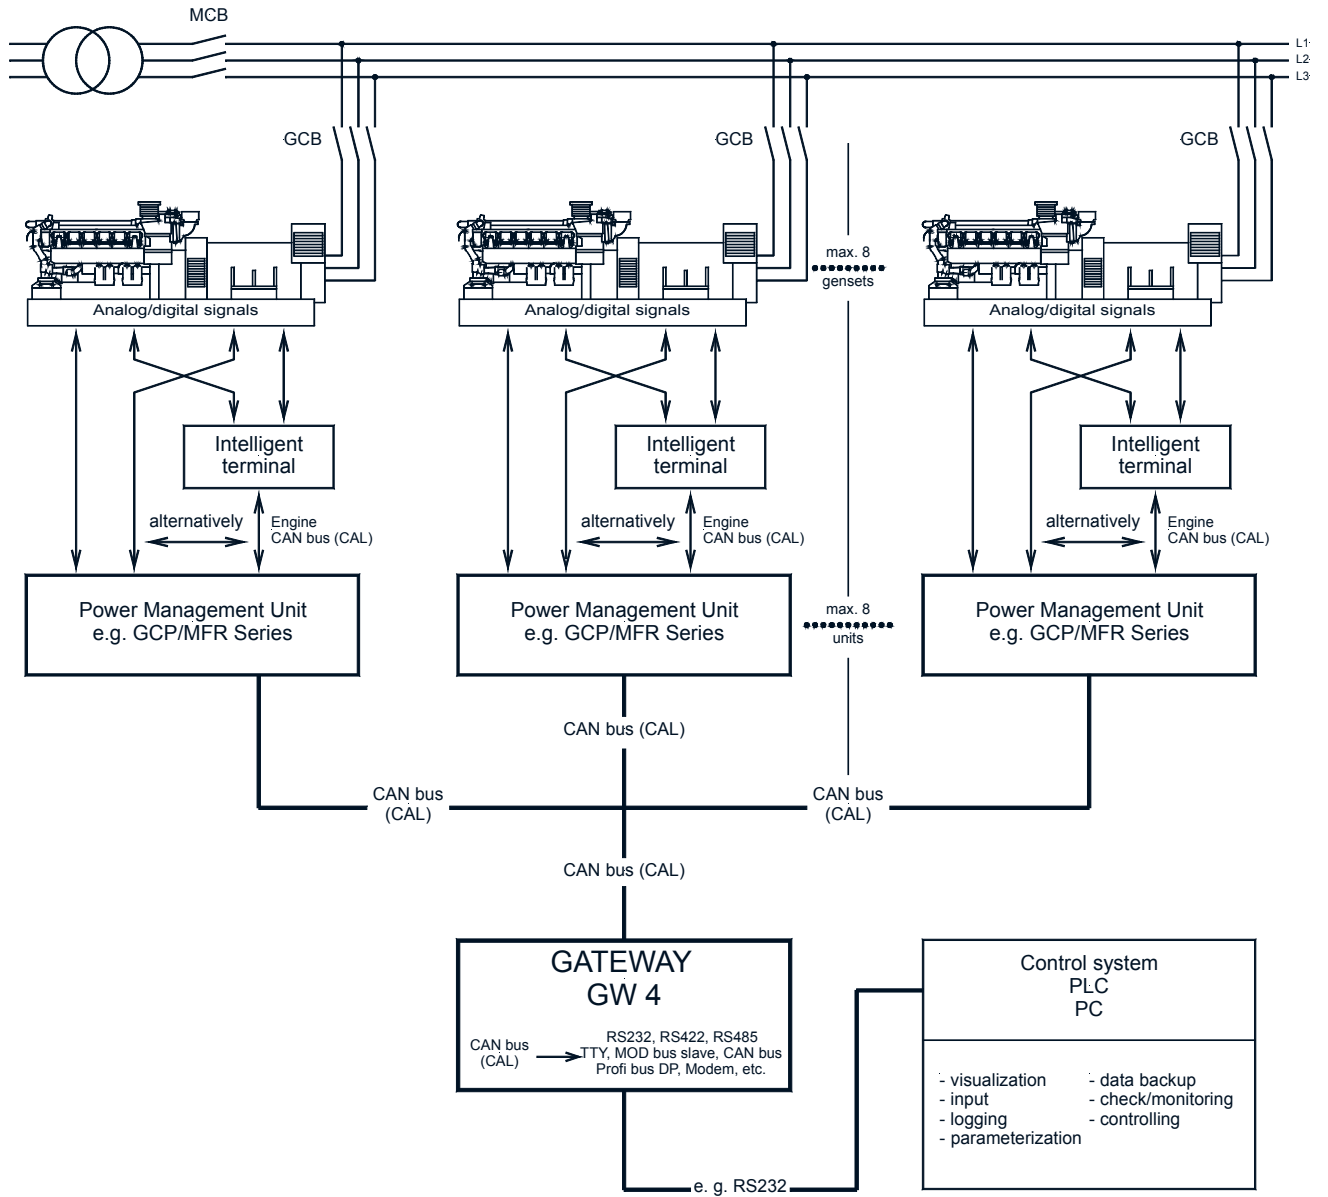 MCB
L1
L2
L3
GCB
GCB
GCB
max. 8
gensets
Analog/digital signals
Analog/digital signals
Analog/digital signals
Intelligent
terminal
Intelligent
terminal
Intelligent
terminal
alternatively
Engine
CAN bus (CAL)
alternatively
Engine
CAN bus (CAL)
alternatively
Engine
CAN bus (CAL)
Power Management Unit
e.g. GCP/MFR Series
Power Management Unit
e.g. GCP/MFR Series
max. 8
units
Power Management Unit
e.g. GCP/MFR Series
CAN bus (CAL)
CAN bus
(CAL)
CAN bus
(CAL)
CAN bus (CAL)
GATEWAY
GW 4
CAN bus
(CAL)
RS232, RS422, RS485
TTY, MOD bus slave, CAN bus
Profi bus DP, Modem, etc.
Control system
PLC
PC
- visualization
- input
- logging
- parameterization
- data backup
- check/monitoring
- controlling
e. g. RS232